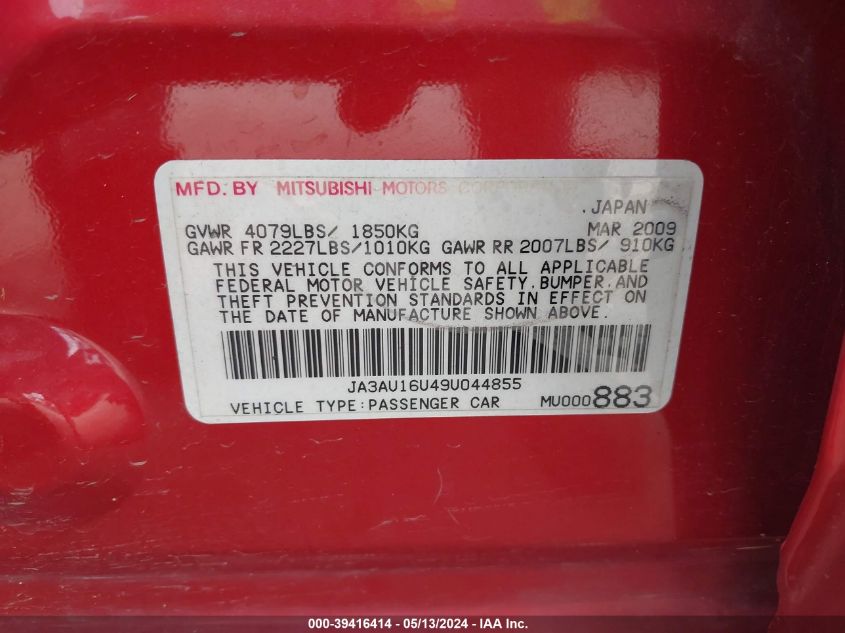 MFD. BY MITSUBISHI MOTORS CORPORATION
JAPAN
GVWR 4079LBS/ 1850KG MAR 2009
GAWR FR 2227LBS/1010KG GAWR RR 2007LBS/ 910KG
THIS VEHICLE CONFORMS TO ALL APPLICABLE
FEDERAL MOTOR VEHICLE SAFETY, BUMPER, AND
THEFT PREVENTION STANDARDS IN EFFECT ON
THE DATE OF MANUFACTURE SHOWN ABOVE.
JA3AU16U49U044855
VEHICLE TYPE:PASSENGER CAR MU000883
000-39416414 - 05/13/2024 - IAA Inc.